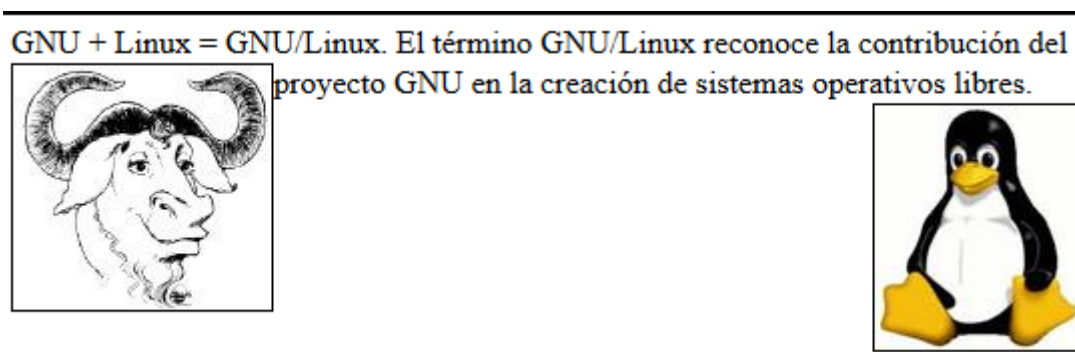 GNU + Linux = GNU/Linux. El término GNU/Linux reconoce la contribución del
proyecto GNU en la creación de sistemas operativos libres.